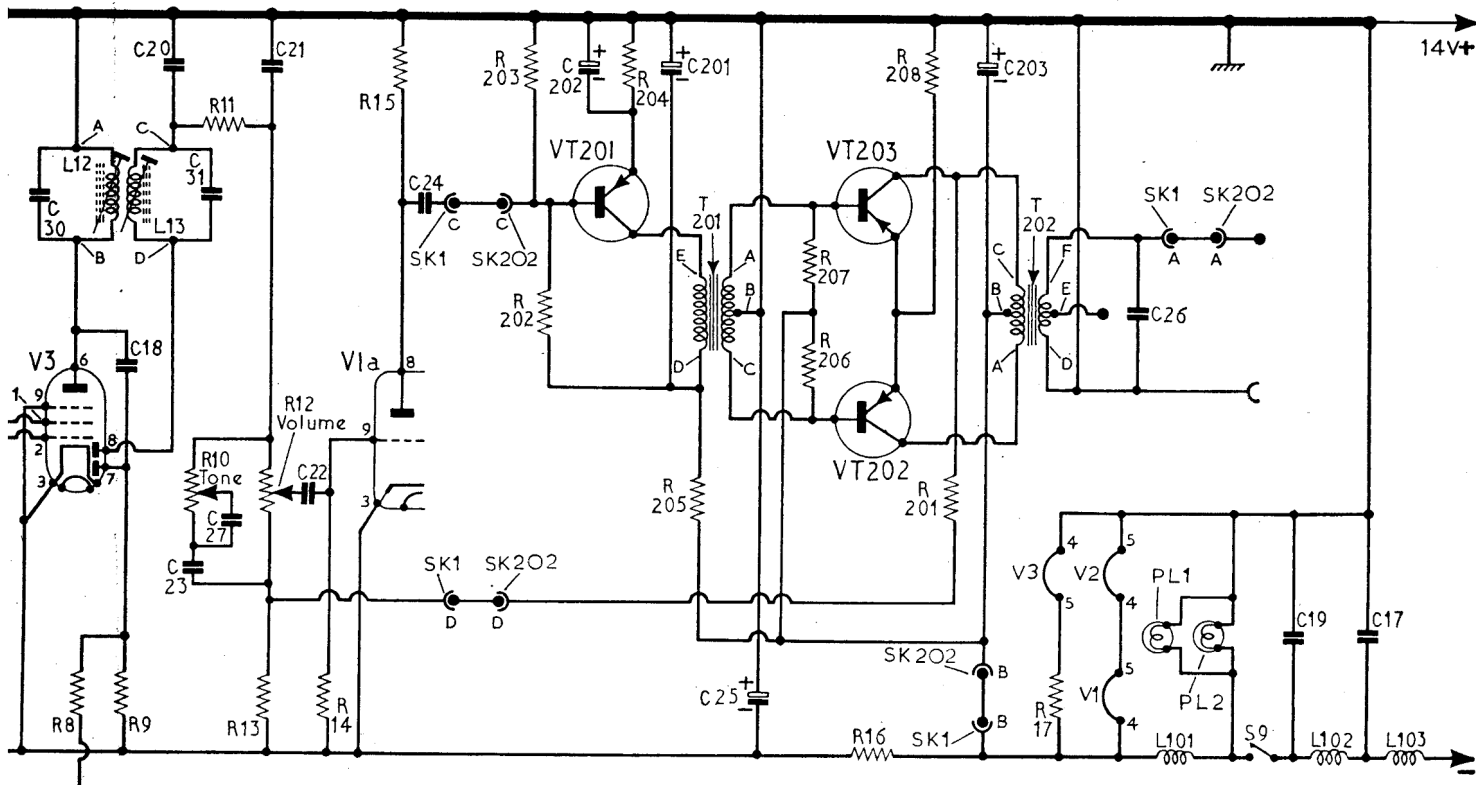 14V+
C20
C21
R11
A
C
L12
C
31
C
30
L13
B
D
R15
R
203
C
202
+
−
R
204
+
−
C201
VT201
C24
SK1
C
SK202
C
R
202
T
201
E
D
A
B
C
R
205
VT203
R
207
R
206
VT202
R
208
+
−
C203
R
201
T
202
C
B
A
F
E
D
C26
SK1
A
SK202
A
V3
6
C18
1
9
2
3
8
7
R10
Tone
R12
Volume
C22
C
27
C
23
V1a
8
9
3
SK1
D
SK202
D
R8
R9
R13
R
14
C25
+
−
R16
SK202
B
SK1
B
V3
4
5
R
17
V2
5
4
V1
5
4
PL1
PL2
C19
C17
L101
S9
L102
L103
−